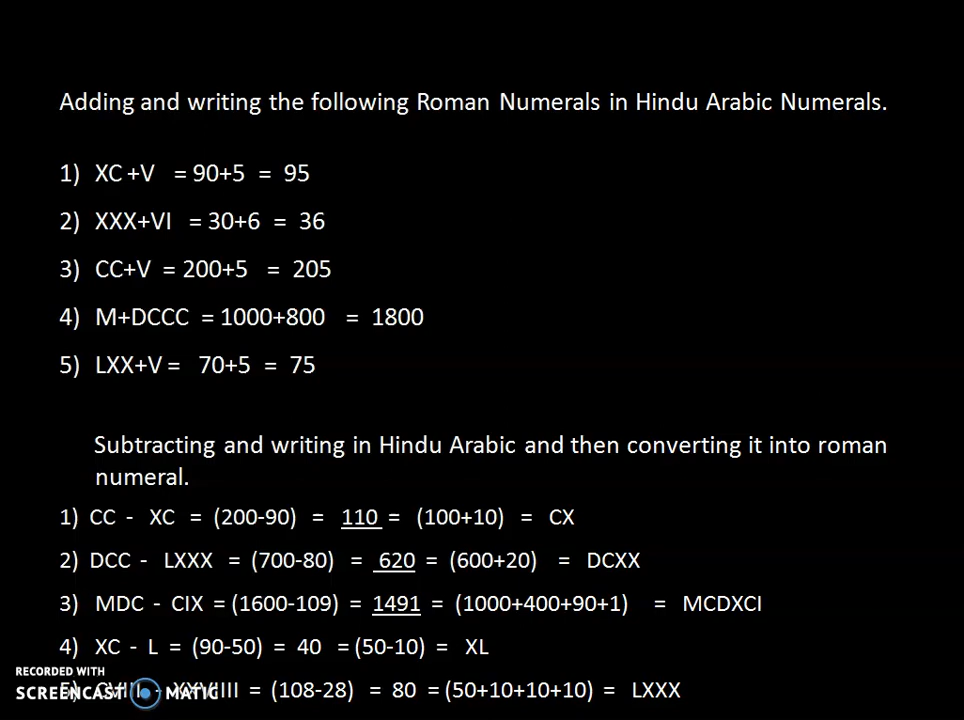 Adding and writing the following Roman Numerals in Hindu Arabic Numerals.
1) XC +V = 90+5 = 95
2) XXX+VI = 30+6 = 36
3) CC+V = 200+5 = 205
4) M+DCCC = 1000+800 = 1800
5) LXX+V = 70+5 = 75
Subtracting and writing in Hindu Arabic and then converting it into roman
numeral.
1) CC - XC = (200-90) = 110 = (100+10) = CX
2) DCC - LXXX = (700-80) = 620 = (600+20) = DCXX
3) MDC - CIX = (1600-109) = 1491 = (1000+400+90+1) = MCDXCI
4) XC - L = (90-50) = 40 = (50-10) = XL
RECORDED WITH
SCREENCAST MATIC
= (108-28) = 80 = (50+10+10+10) = LXXX